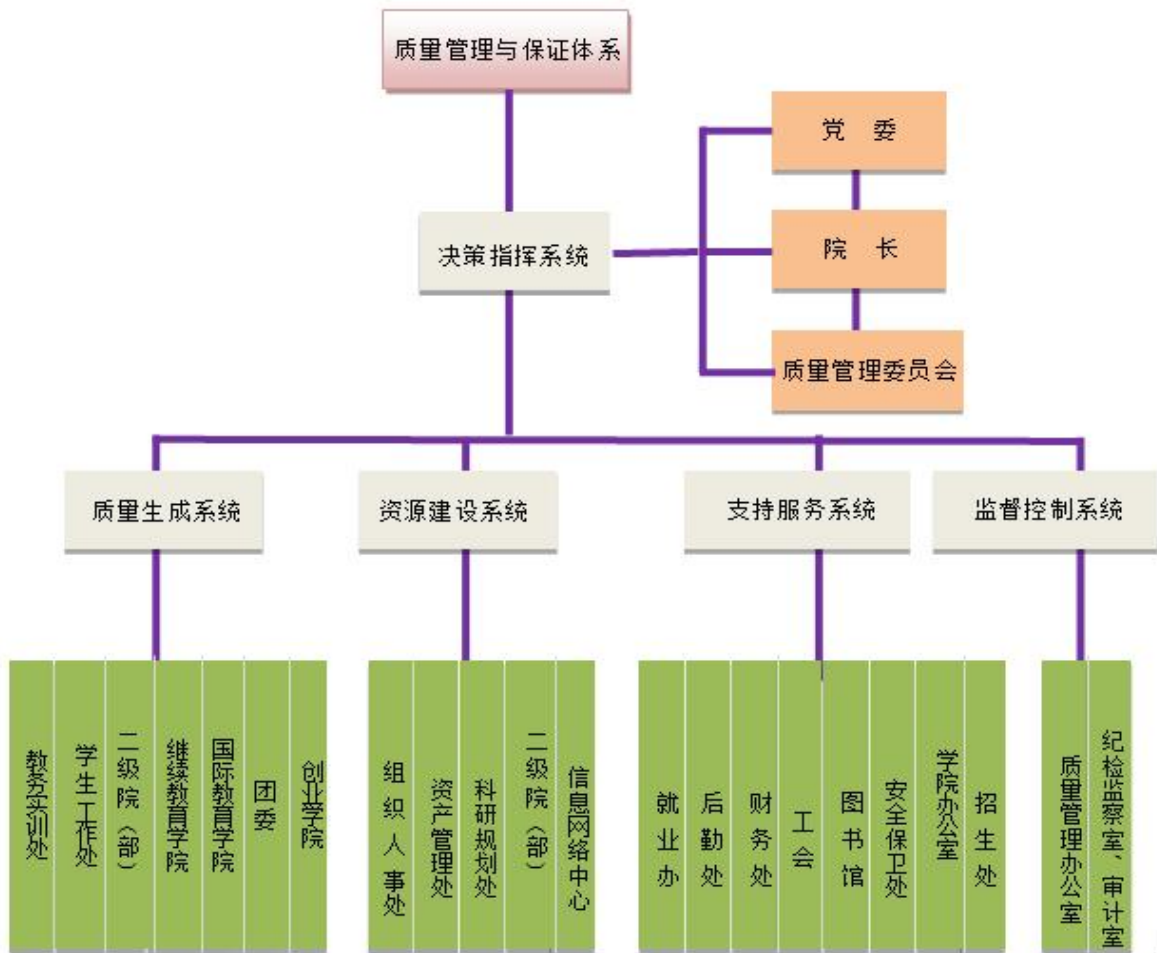 质量管理与保证体系
党 委
决策指挥系统
院 长
质量管理委员会
质量生成系统
资源建设系统
支持服务系统
监督控制系统
教务实训处
学生工作处
二级院（部）
继续教育学院
国际教育学院
团委
创业学院
组织人事处
资产管理处
科研规划处
二级院（部）
信息网络中心
就业办
后勤处
财务处
工会
图书馆
安全保卫处
学院办公室
招生处
质量管理办公室
纪检监察室、审计室